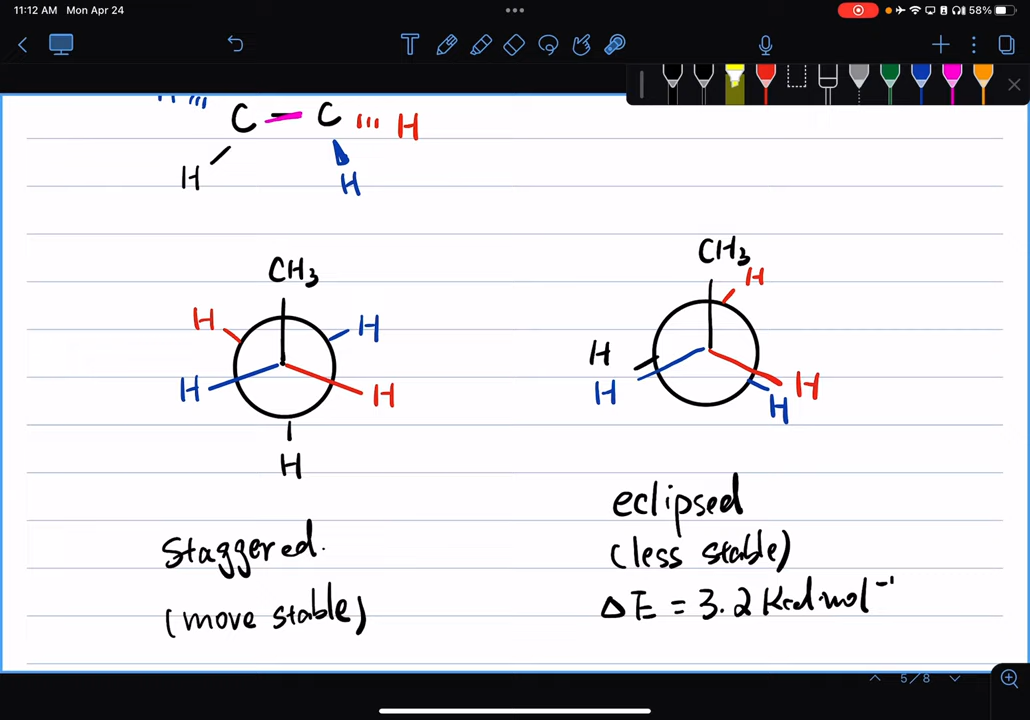 11:12 AM Mon Apr 24
58%
T
C C H
H H
CH3 CH3
H
H H
H
H H H
H H
H
H
eclipsed
Staggered.
(less stable)
(move stable)
ΔE = 3.2 Kcal·mol⁻¹
5/8